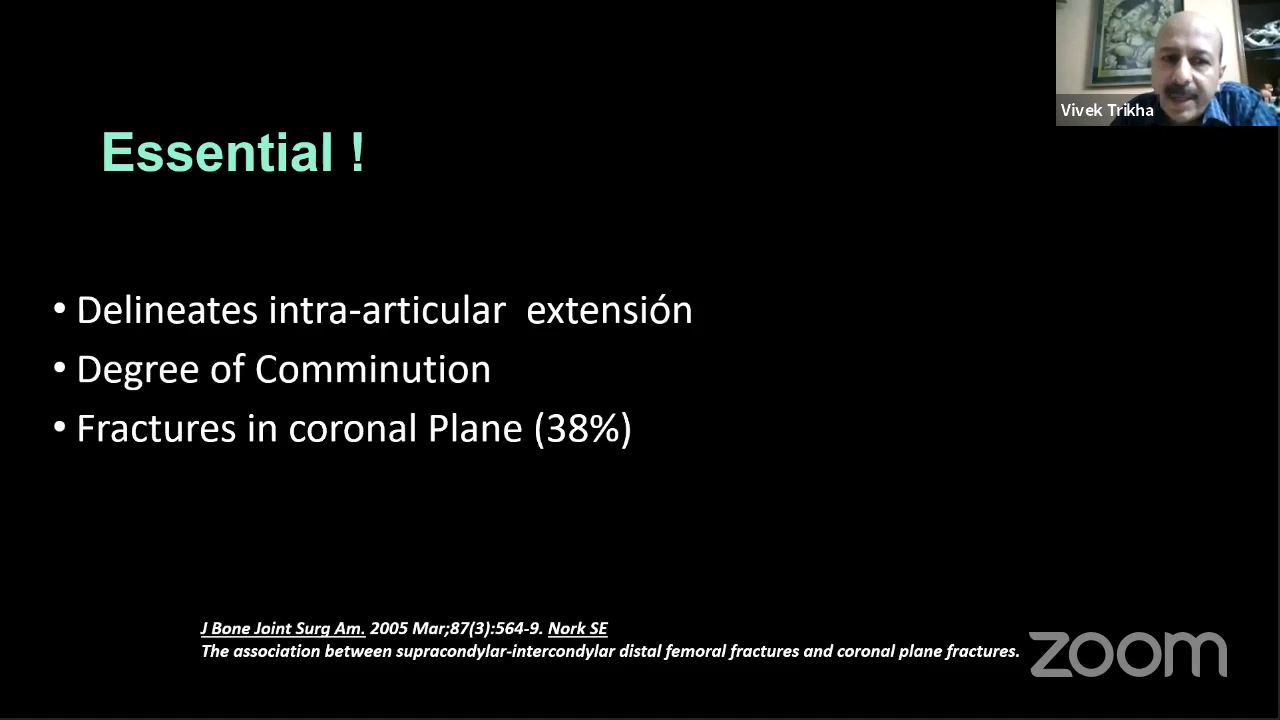 Vivek Trikha
Essential !
• Delineates intra-articular extensión
• Degree of Comminution
• Fractures in coronal Plane (38%)
J Bone Joint Surg Am. 2005 Mar;87(3):564-9. Nork SE
The association between supracondylar-intercondylar distal femoral fractures and coronal plane fractures.
zoom